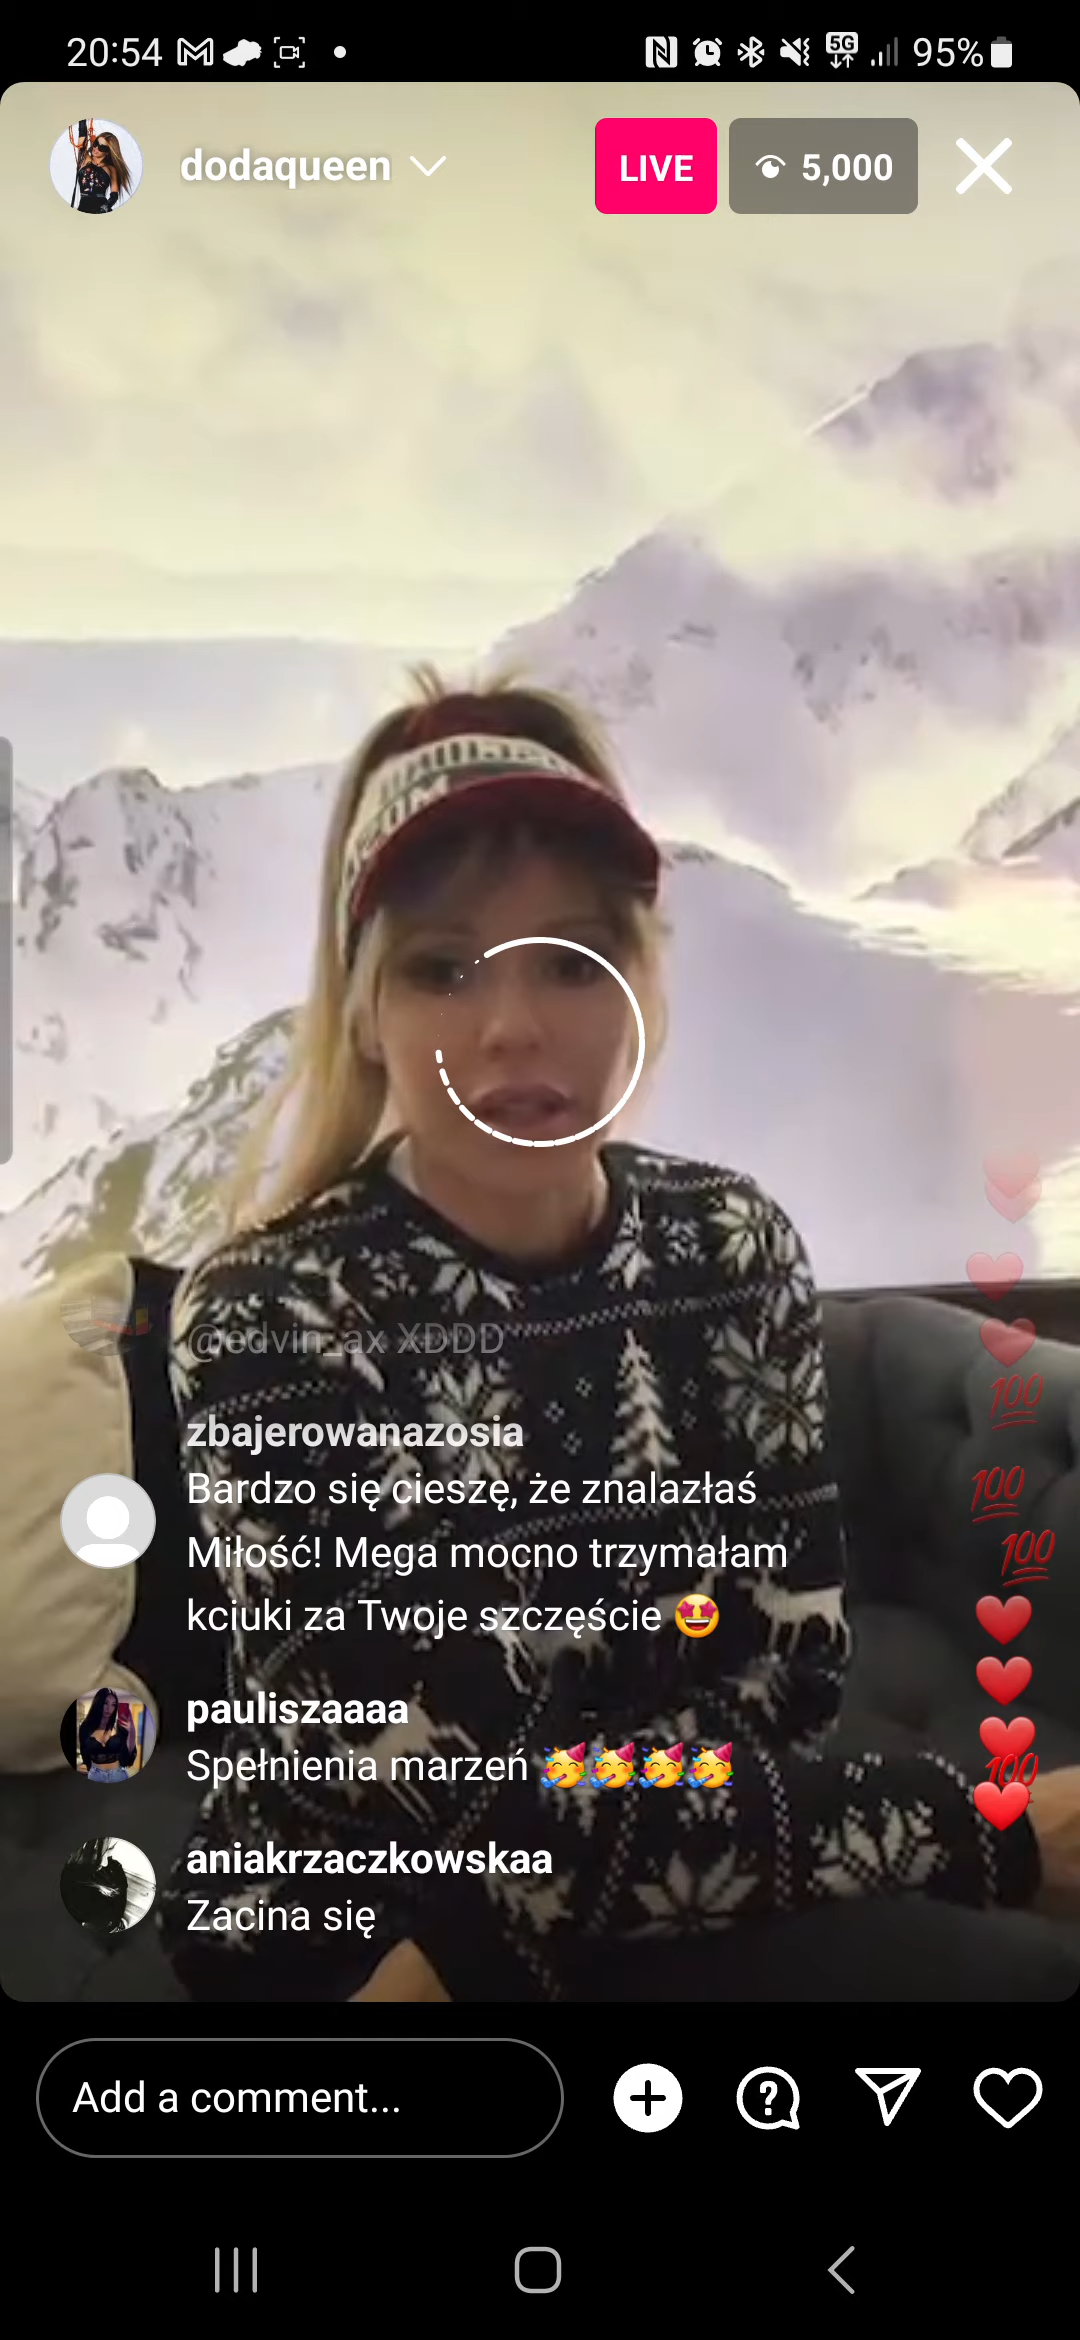 20:54
5G
95%
dodaqueen
LIVE
5,000
@edvin_ax XDDD
zbajerowanazosia
Bardzo się cieszę, że znalazłaś
Miłość! Mega mocno trzymałam
kciuki za Twoje szczęście 🤩
pauliszaaaa
Spełnienia marzeń 🥳🥳🥳🥳
aniakrzaczkowskaa
Zacina się
💯
💯
💯
💯
Add a comment...